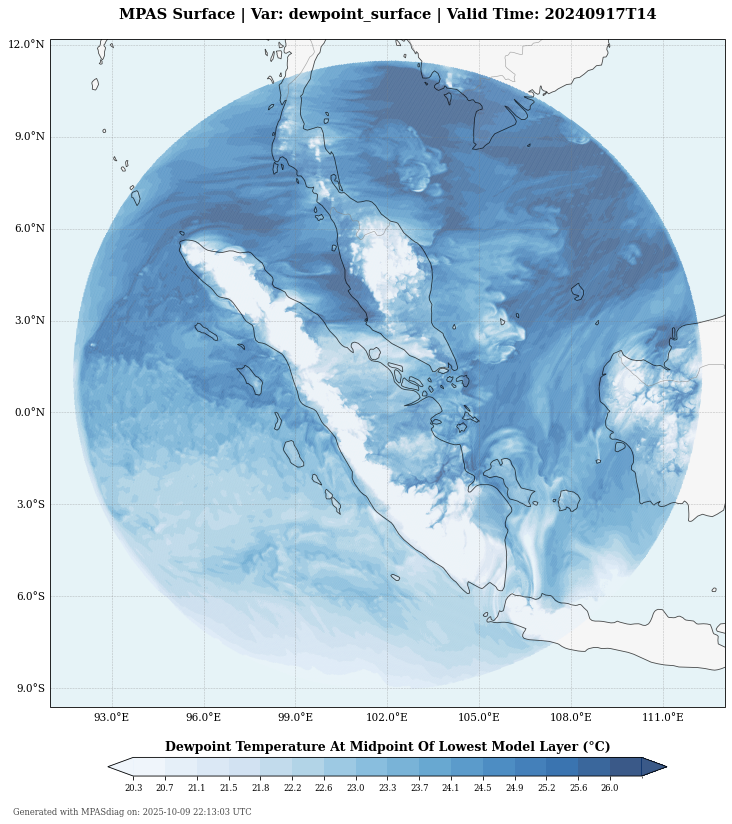 MPAS Surface | Var: dewpoint_surface | Valid Time: 20240917T14
12.0°N
9.0°N
6.0°N
3.0°N
0.0°N
3.0°S
6.0°S
9.0°S
93.0°E 96.0°E 99.0°E 102.0°E 105.0°E 108.0°E 111.0°E
Dewpoint Temperature At Midpoint Of Lowest Model Layer (°C)
20.3 20.7 21.1 21.5 21.8 22.2 22.6 23.0 23.3 23.7 24.1 24.5 24.9 25.2 25.6 26.0
Generated with MPASdiag on: 2025-10-09 22:13:03 UTC